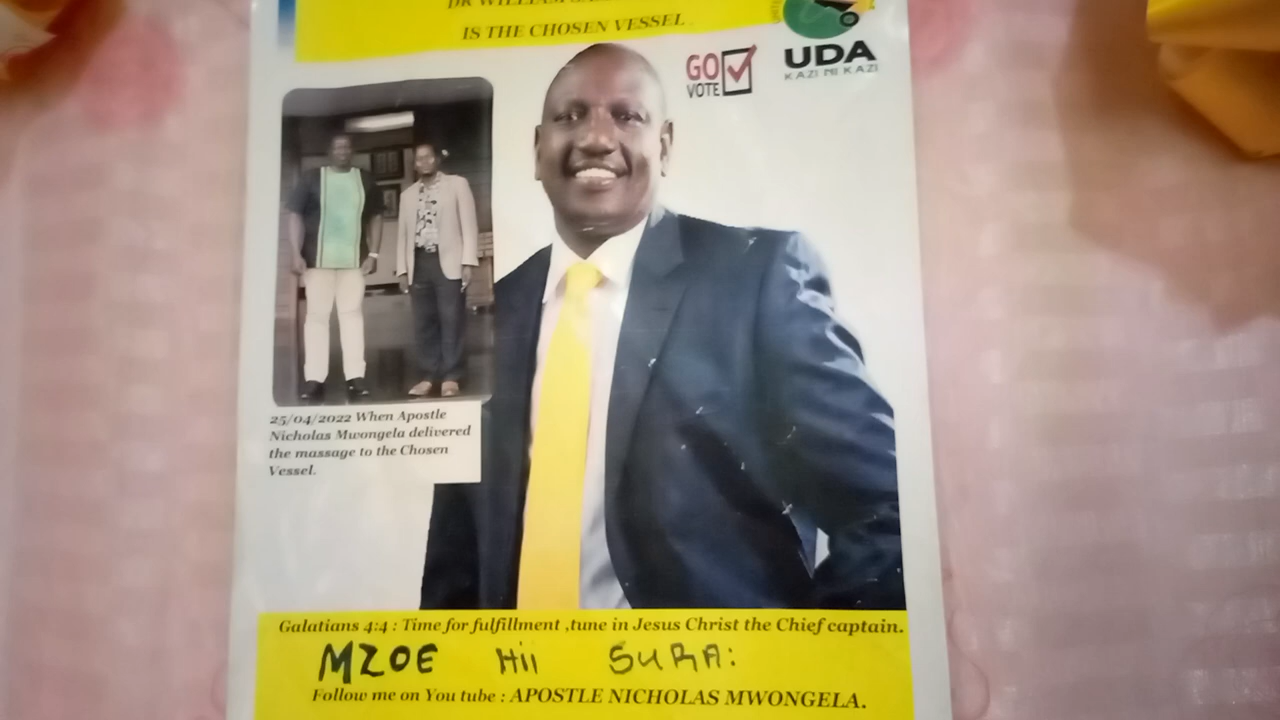 DR WILLIAM
IS THE CHOSEN VESSEL
GO
VOTE
UDA
KAZI NI KAZI
25/04/2022 When Apostle
Nicholas Mwongela delivered
the massage to the Chosen
Vessel.
Galatians 4:4 : Time for fulfillment ,tune in Jesus Christ the Chief captain.
MZOE Hii SURA:
Follow me on You tube : APOSTLE NICHOLAS MWONGELA.